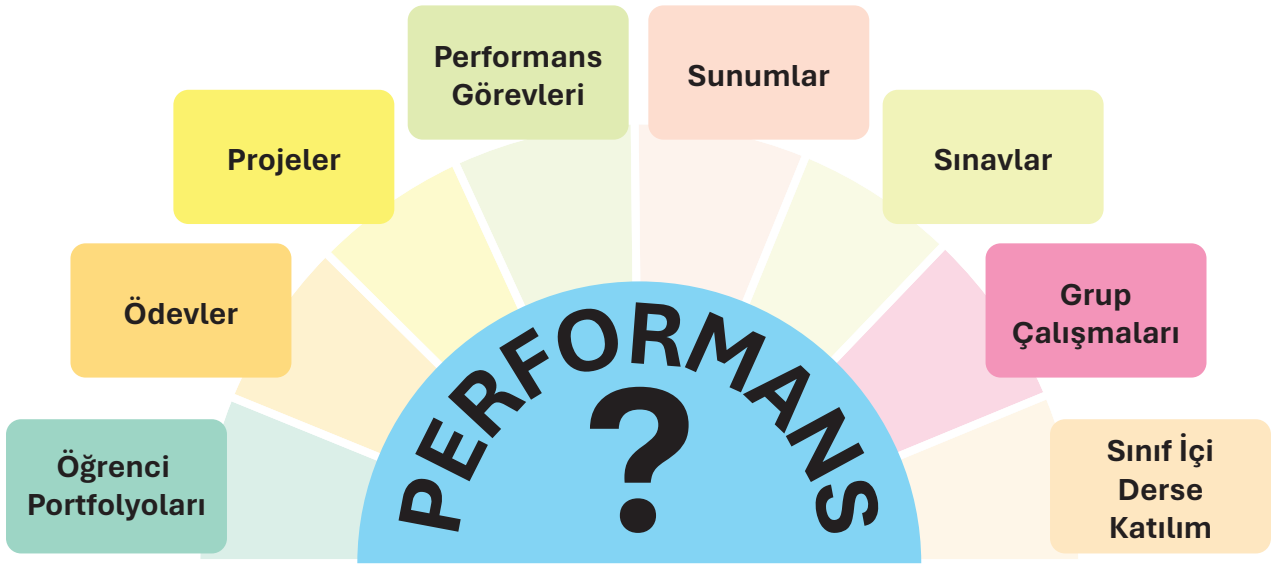 Performans
Görevleri
Sunumlar
Projeler
Sınavlar
Ödevler
Grup
Çalışmaları
Öğrenci
Portfolyoları
Sınıf İçi
Derse
Katılım
PERFORMANS
?